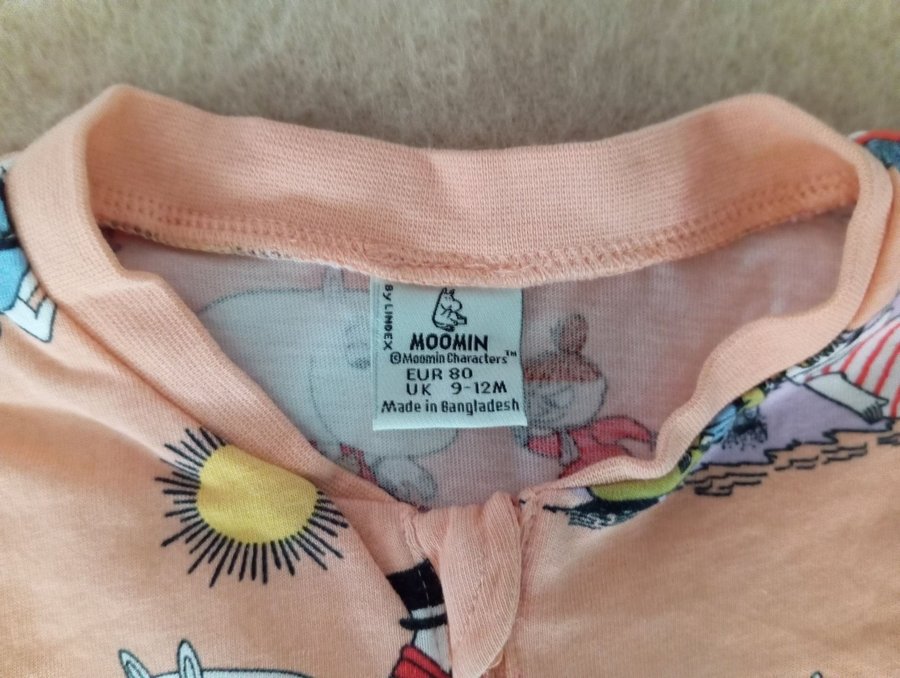 By LINDEX
MOOMIN
©Moomin Characters™
EUR 80
UK 9-12M
Made in Bangladesh